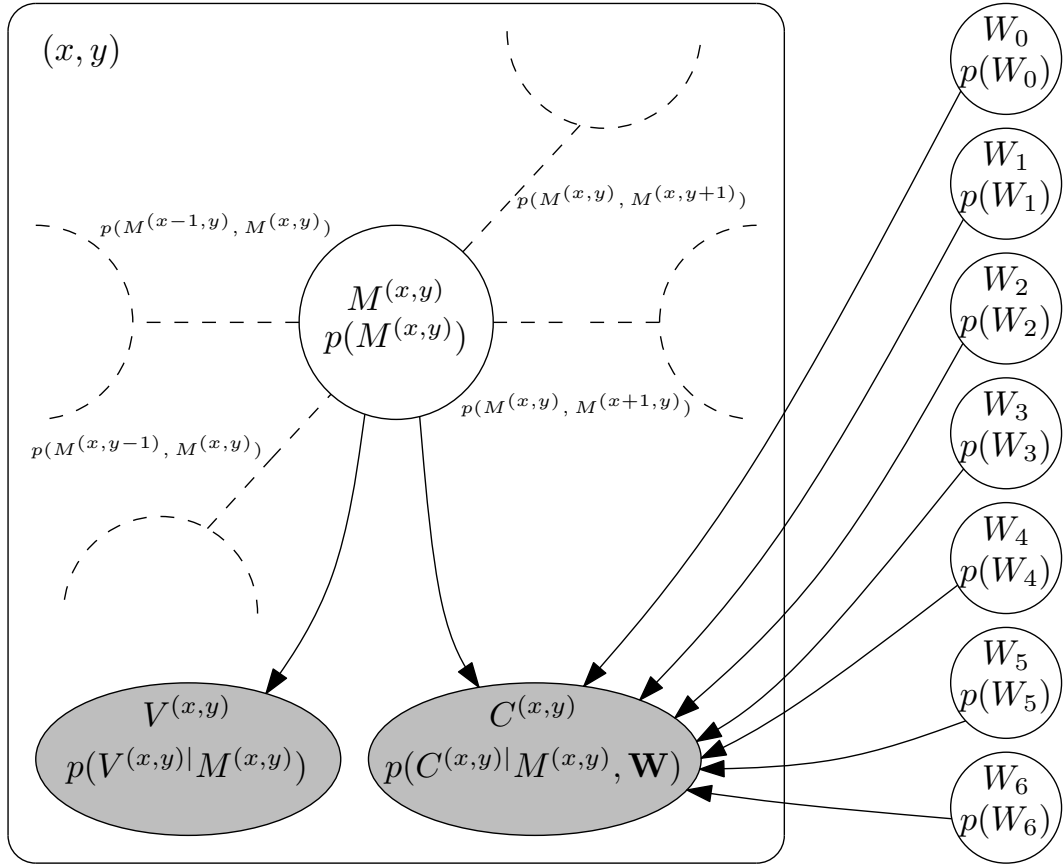 (x, y)
p(M^(x,y), M^(x,y+1))
p(M^(x−1,y), M^(x,y))
M^(x,y)
p(M^(x,y))
p(M^(x,y), M^(x+1,y))
p(M^(x,y−1), M^(x,y))
V^(x,y)
p(V^(x,y)|M^(x,y))
C^(x,y)
p(C^(x,y)|M^(x,y), W)
W_0
p(W_0)
W_1
p(W_1)
W_2
p(W_2)
W_3
p(W_3)
W_4
p(W_4)
W_5
p(W_5)
W_6
p(W_6)